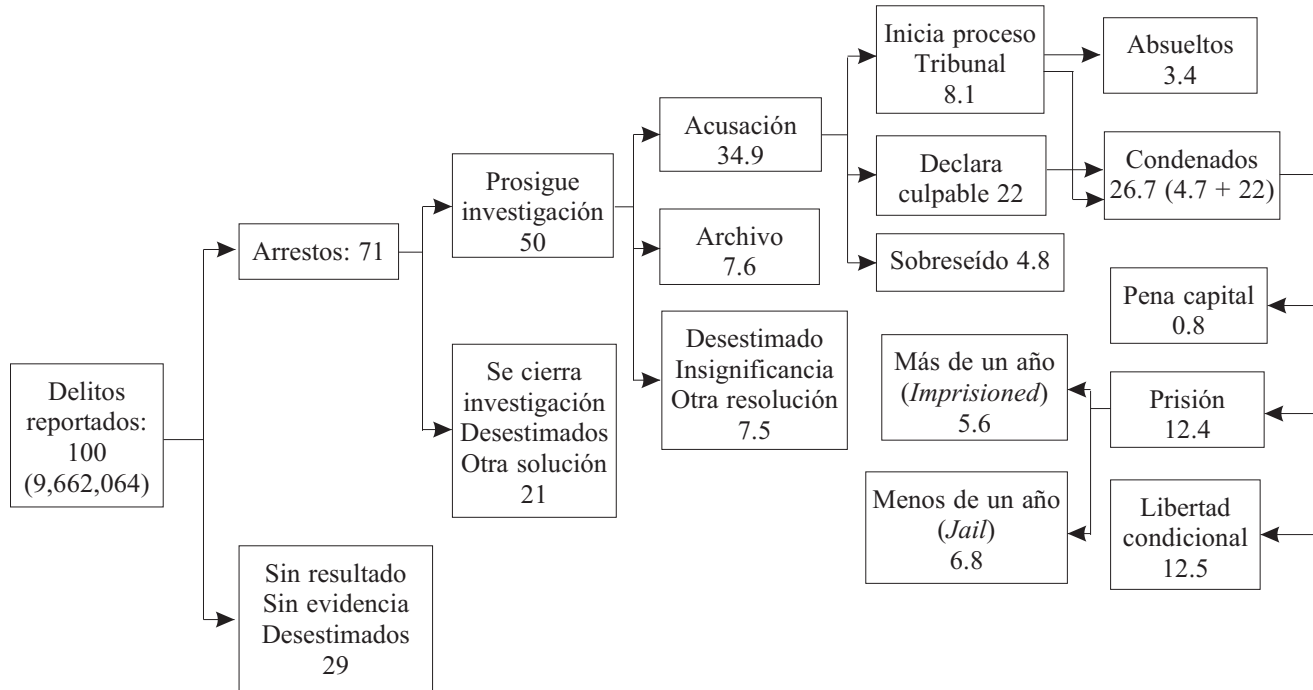 Delitos
reportados:
100
(9,662,064)
Arrestos: 71
Sin resultado
Sin evidencia
Desestimados
29
Prosigue
investigación
50
Se cierra
investigación
Desestimados
Otra solución
21
Acusación
34.9
Archivo
7.6
Desestimado
Insignificancia
Otra resolución
7.5
Inicia proceso
Tribunal
8.1
Declara
culpable 22
Sobreseído 4.8
Absueltos
3.4
Condenados
26.7 (4.7 + 22)
Pena capital
0.8
Prisión
12.4
Libertad
condicional
12.5
Más de un año
(Imprisioned)
5.6
Menos de un año
(Jail)
6.8